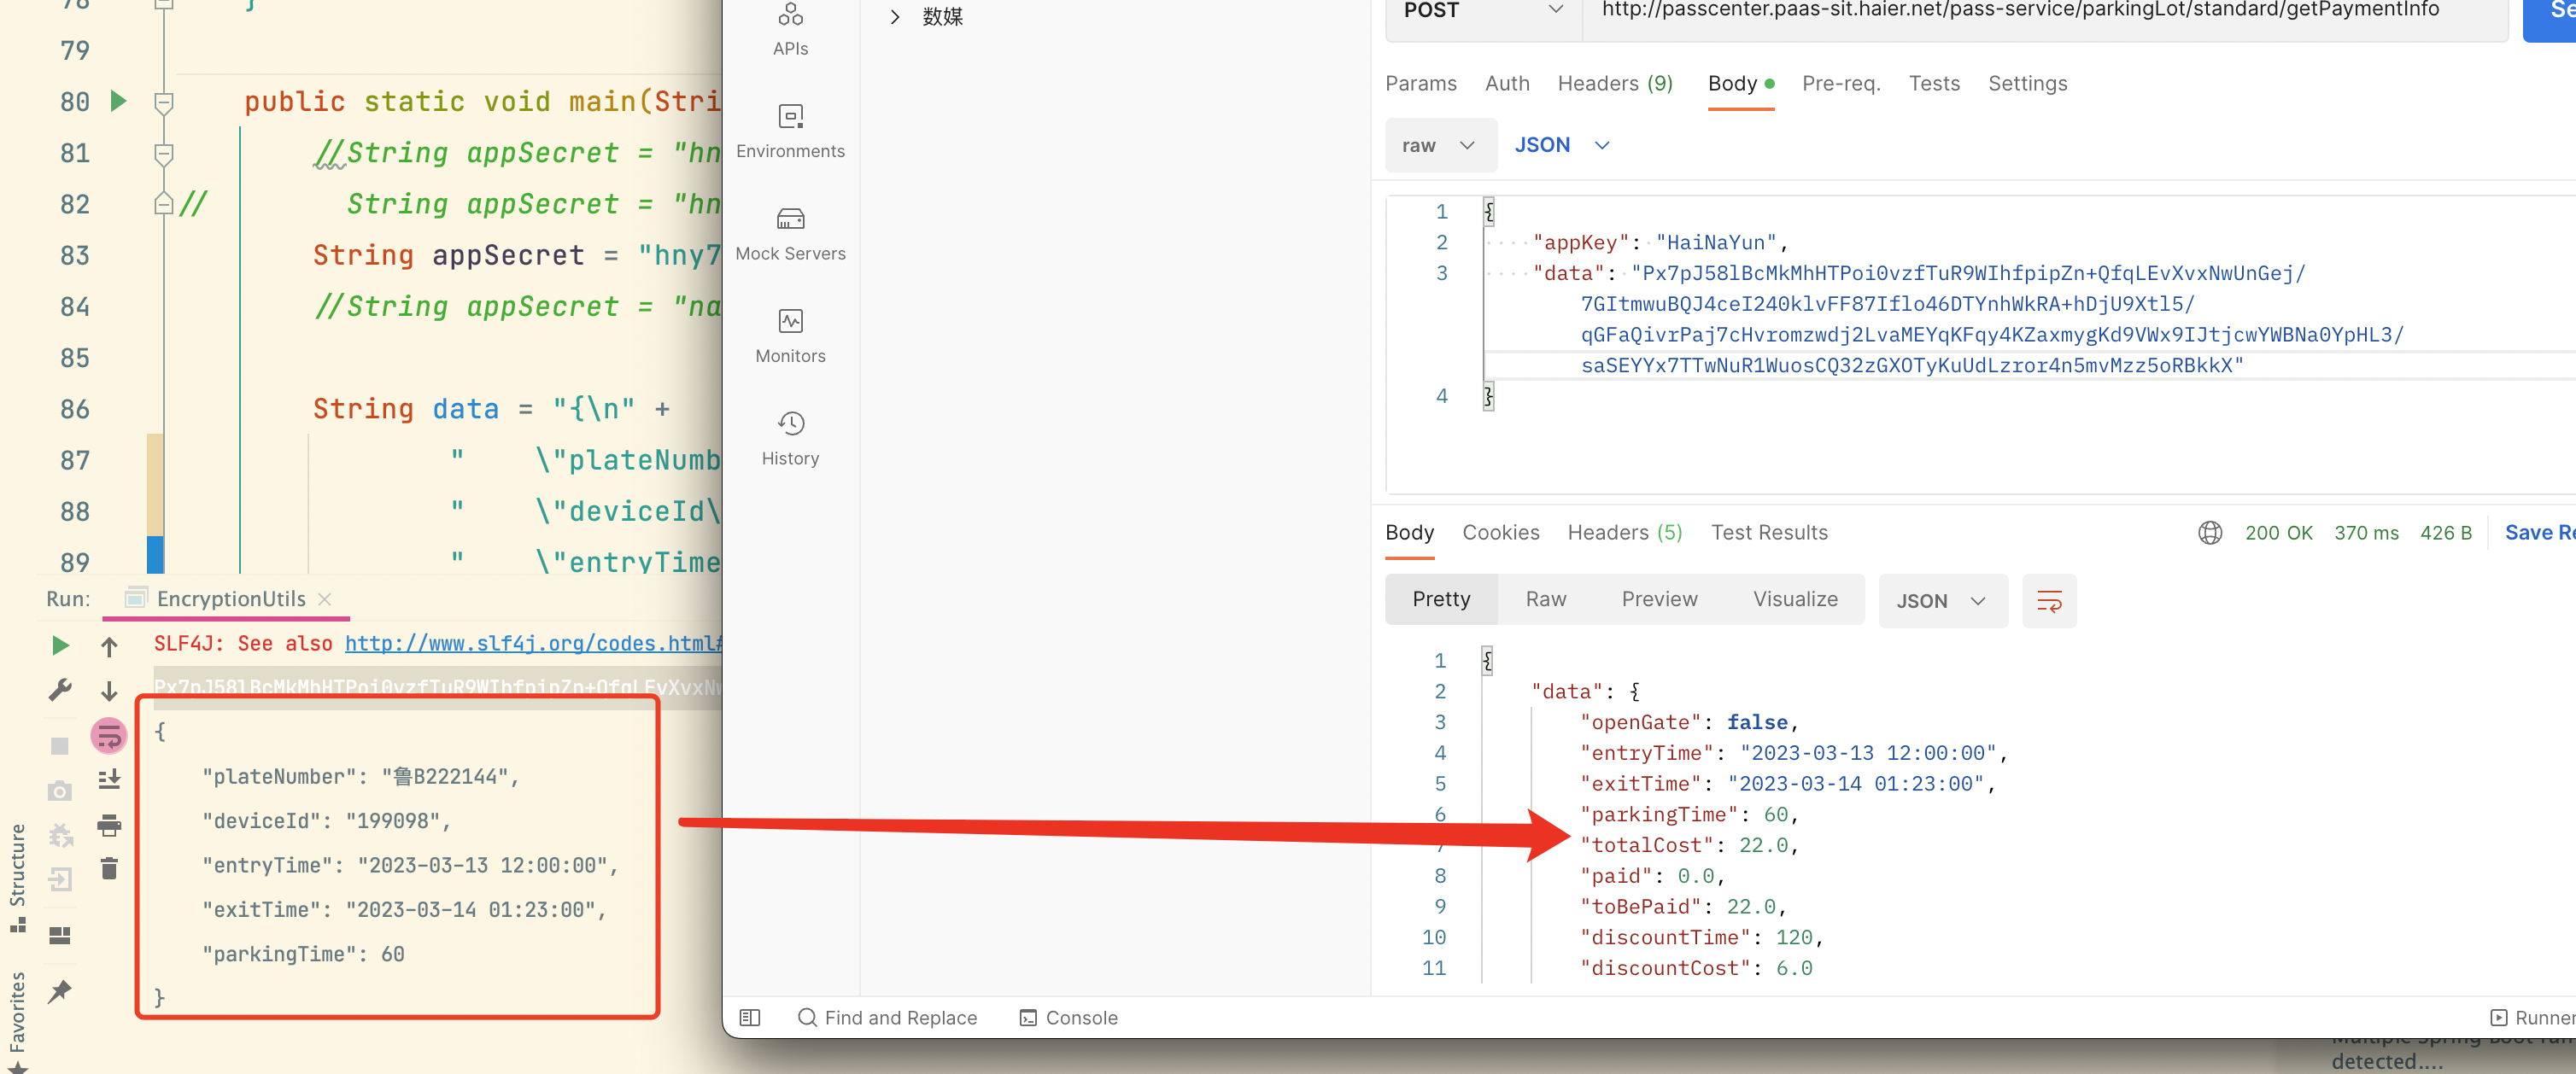 78 }
79
80 public static void main(Stri
81 //String appSecret = "hn
82 // String appSecret = "hn
83 String appSecret = "hny7
84 //String appSecret = "na
85
86 String data = "{\n" +
87 " \"plateNumb
88 " \"deviceId\
89 " \"entryTime
Run: EncryptionUtils
SLF4J: See also http://www.slf4j.org/codes.html#
Px7pJ58lBcMkMhHTPoi0vzfTuR9WIhfpipZn+QfqLEvXvxNw
{
"plateNumber": "鲁B222144",
"deviceId": "199098",
"entryTime": "2023-03-13 12:00:00",
"exitTime": "2023-03-14 01:23:00",
"parkingTime": 60
}
Structure
Favorites
APIs
Environments
Mock Servers
Monitors
History
数媒
POST http://passcenter.paas-sit.haier.net/pass-service/parkingLot/standard/getPaymentInfo Se
Params Auth Headers (9) Body Pre-req. Tests Settings
raw JSON
1 {
2 "appKey": "HaiNaYun",
3 "data": "Px7pJ58lBcMkMhHTPoi0vzfTuR9WIhfpipZn+QfqLEvXvxNwUnGej/
7GItmwuBQJ4ceI240klvFF87Iflo46DTYnhWkRA+hDjU9Xtl5/
qGFaQivrPaj7cHvromzwdj2LvaMEYqKFqy4KZaxmygKd9VWx9IJtjcwYWBNa0YpHL3/
saSEYYx7TTwNuR1WuosCQ32zGXOTyKuUdLzror4n5mvMzz5oRBkkX"
4 }
Body Cookies Headers (5) Test Results 200 OK 370 ms 426 B Save Re
Pretty Raw Preview Visualize JSON
1 {
2 "data": {
3 "openGate": false,
4 "entryTime": "2023-03-13 12:00:00",
5 "exitTime": "2023-03-14 01:23:00",
6 "parkingTime": 60,
7 "totalCost": 22.0,
8 "paid": 0.0,
9 "toBePaid": 22.0,
10 "discountTime": 120,
11 "discountCost": 6.0
Find and Replace Console Runner
Multiple Spring Boot run
detected....